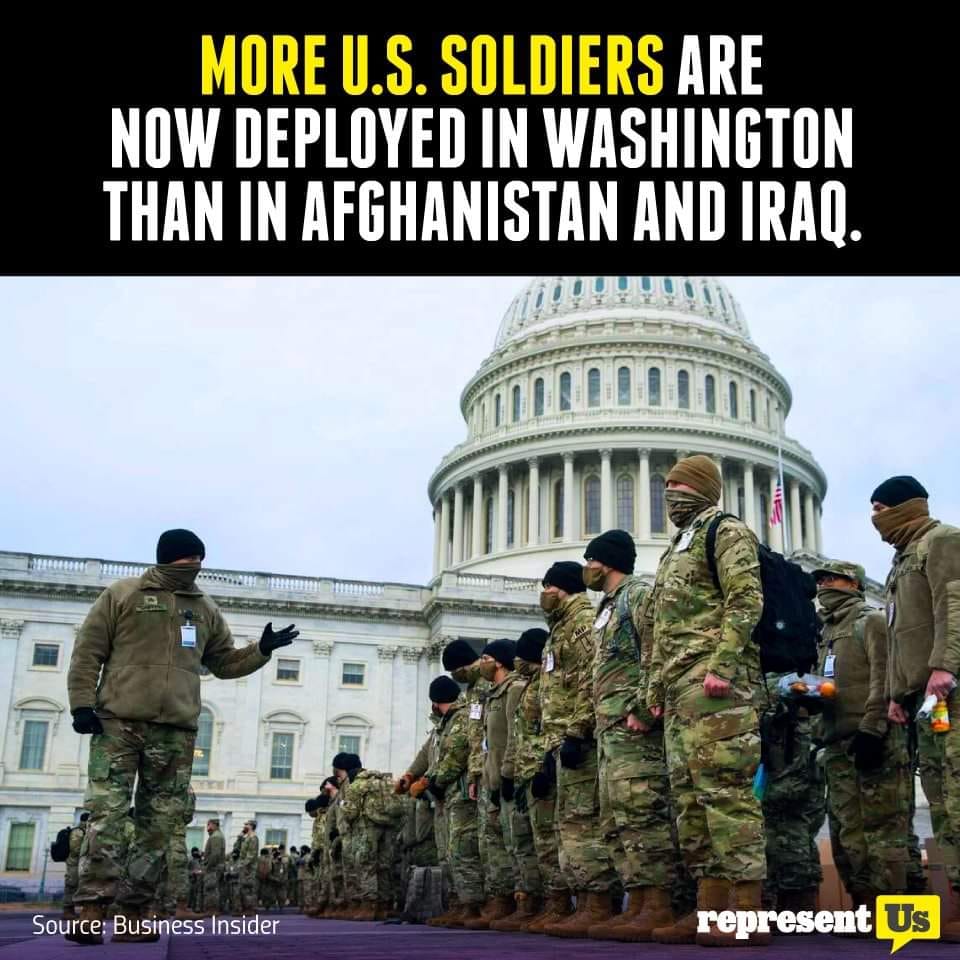 MORE U.S. SOLDIERS ARE
NOW DEPLOYED IN WASHINGTON
THAN IN AFGHANISTAN AND IRAQ.
Source: Business Insider
represent Us